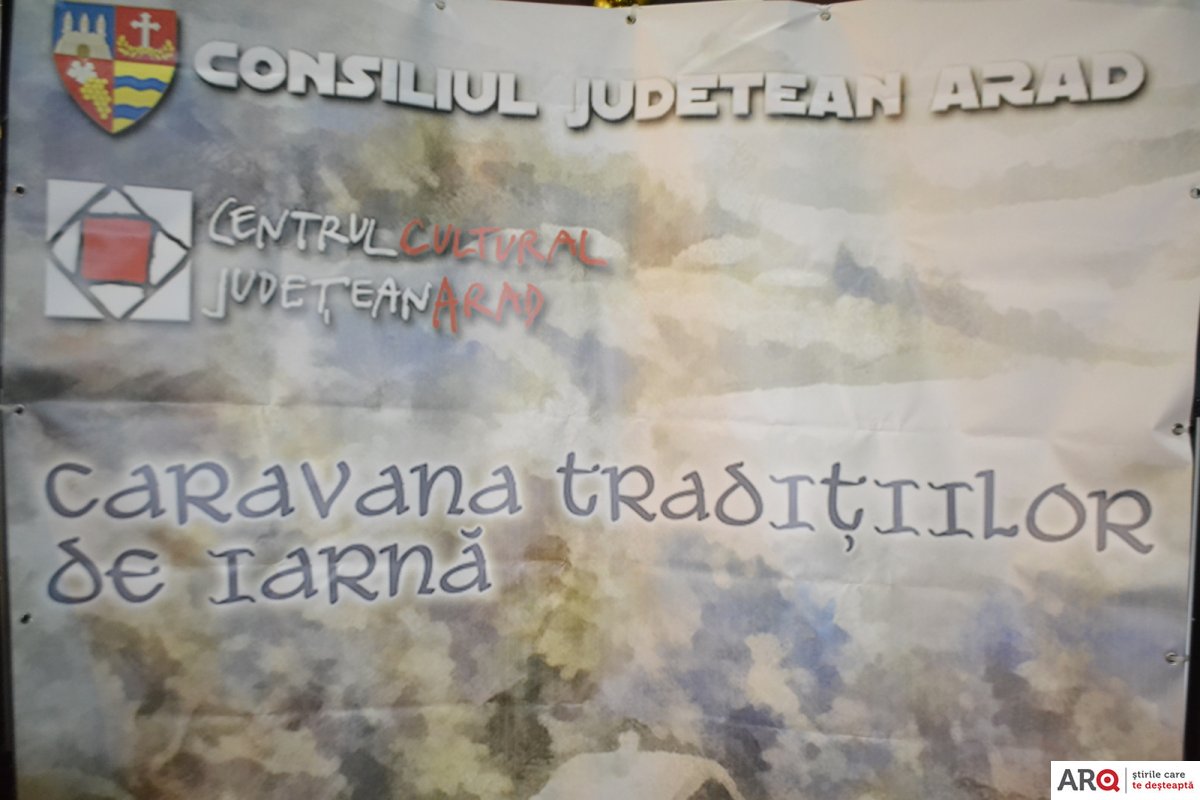 CONSILIUL JUDETEAN ARAD
CENTRUL CULTURAL
JUDEȚEAN ARAD
CARAVANA TRADIȚIILOR
DE IARNĂ
ARQ
știrile care
te deșteaptă